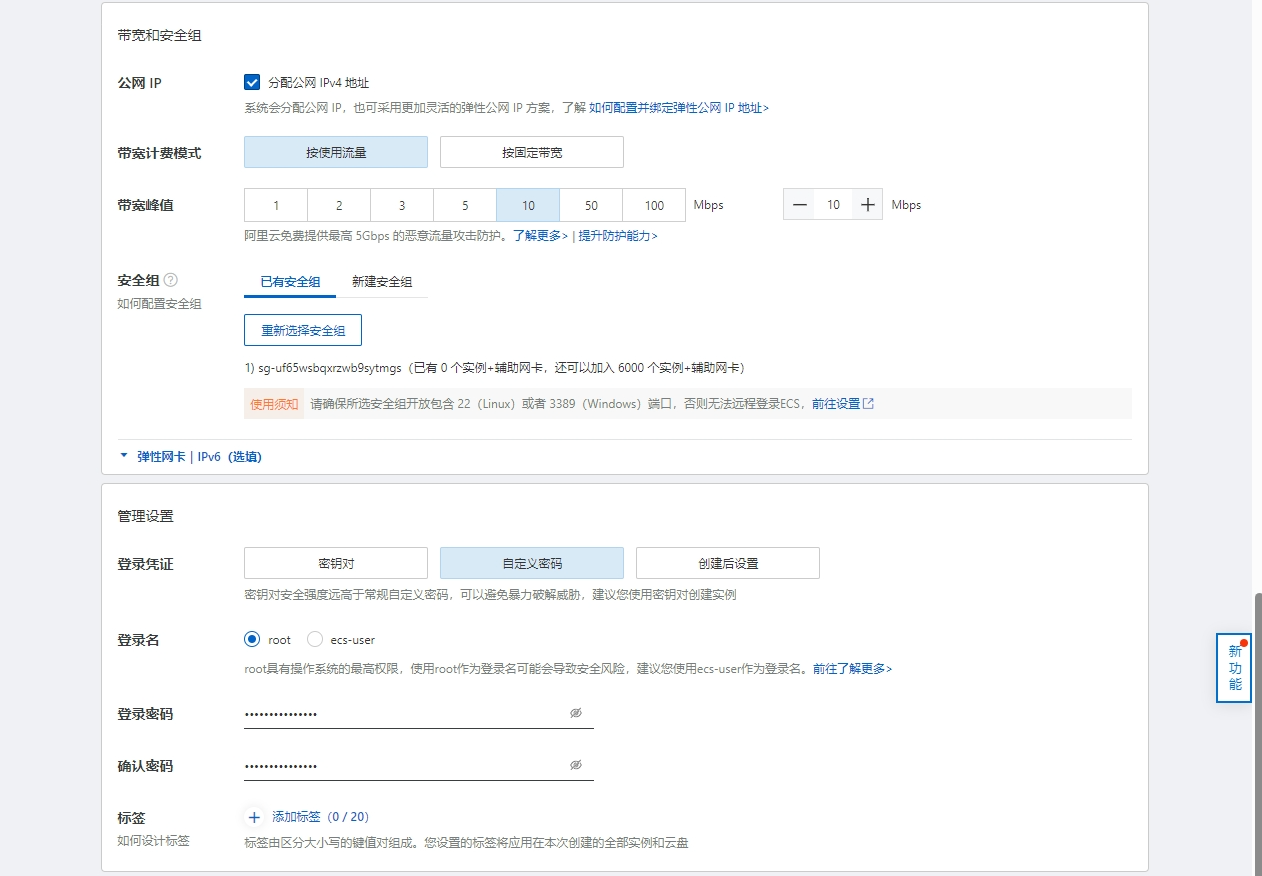 带宽和安全组
公网 IP
分配公网 IPv4 地址
系统会分配公网 IP，也可采用更加灵活的弹性公网 IP 方案，了解 如何配置并绑定弹性公网 IP 地址>
带宽计费模式
按使用流量
按固定带宽
带宽峰值
1 2 3 5 10 50 100 Mbps
— 10 + Mbps
阿里云免费提供最高 5Gbps 的恶意流量攻击防护。了解更多> | 提升防护能力>
安全组 ?
已有安全组 新建安全组
如何配置安全组
重新选择安全组
1) sg-uf65wsbqxrzwb9sytmgs（已有 0 个实例+辅助网卡，还可以加入 6000 个实例+辅助网卡）
使用须知 请确保所选安全组开放包含 22（Linux）或者 3389（Windows）端口，否则无法远程登录ECS，前往设置
弹性网卡 | IPv6（选填）
管理设置
登录凭证
密钥对
自定义密码
创建后设置
密钥对安全强度远高于常规自定义密码，可以避免暴力破解威胁，建议您使用密钥对创建实例
登录名
root ecs-user
root具有操作系统的最高权限，使用root作为登录名可能会导致安全风险，建议您使用ecs-user作为登录名。前往了解更多>
登录密码
•••••••••••••••
确认密码
•••••••••••••••
标签
+ 添加标签（0 / 20）
如何设计标签
标签由区分大小写的键值对组成。您设置的标签将应用在本次创建的全部实例和云盘
新
功
能